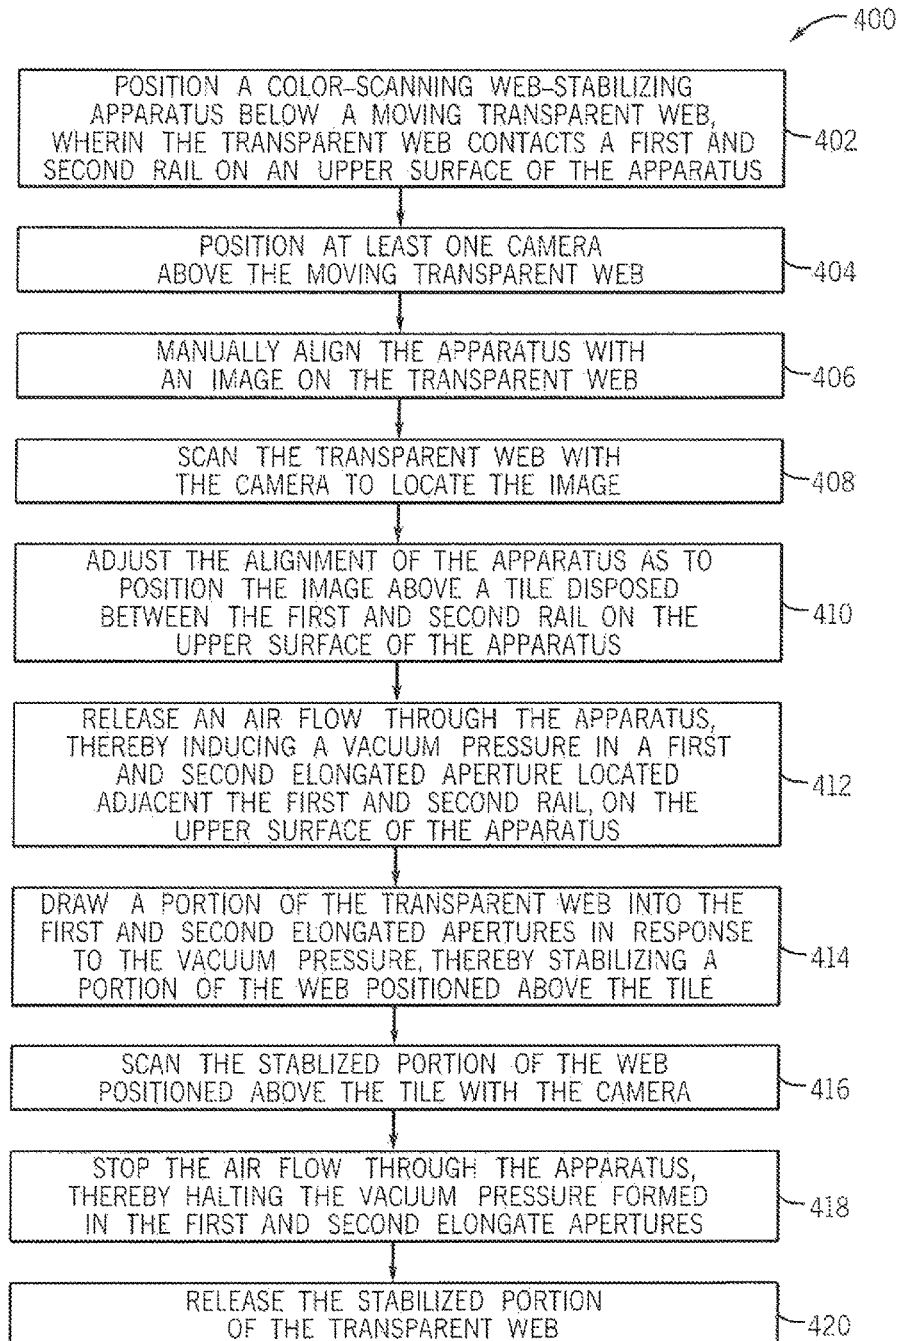 400
POSITION A COLOR-SCANNING WEB-STABILIZING
APPARATUS BELOW A MOVING TRANSPARENT WEB,
WHERIN THE TRANSPARENT WEB CONTACTS A FIRST AND
SECOND RAIL ON AN UPPER SURFACE OF THE APPARATUS
402
POSITION AT LEAST ONE CAMERA
ABOVE THE MOVING TRANSPARENT WEB
404
MANUALLY ALIGN THE APPARATUS WITH
AN IMAGE ON THE TRANSPARENT WEB
406
SCAN THE TRANSPARENT WEB WITH
THE CAMERA TO LOCATE THE IMAGE
408
ADJUST THE ALIGNMENT OF THE APPARATUS AS TO
POSITION THE IMAGE ABOVE A TILE DISPOSED
BETWEEN THE FIRST AND SECOND RAIL ON THE
UPPER SURFACE OF THE APPARATUS
410
RELEASE AN AIR FLOW THROUGH THE APPARATUS,
THEREBY INDUCING A VACUUM PRESSURE IN A FIRST
AND SECOND ELONGATED APERTURE LOCATED
ADJACENT THE FIRST AND SECOND RAIL, ON THE
UPPER SURFACE OF THE APPARATUS
412
DRAW A PORTION OF THE TRANSPARENT WEB INTO THE
FIRST AND SECOND ELONGATED APERTURES IN RESPONSE
TO THE VACUUM PRESSURE, THEREBY STABILIZING A
PORTION OF THE WEB POSITIONED ABOVE THE TILE
414
SCAN THE STABLIZED PORTION OF THE WEB
POSITIONED ABOVE THE TILE WITH THE CAMERA
416
STOP THE AIR FLOW THROUGH THE APPARATUS,
THEREBY HALTING THE VACUUM PRESSURE FORMED
IN THE FIRST AND SECOND ELONGATE APERTURES
418
RELEASE THE STABILIZED PORTION
OF THE TRANSPARENT WEB
420